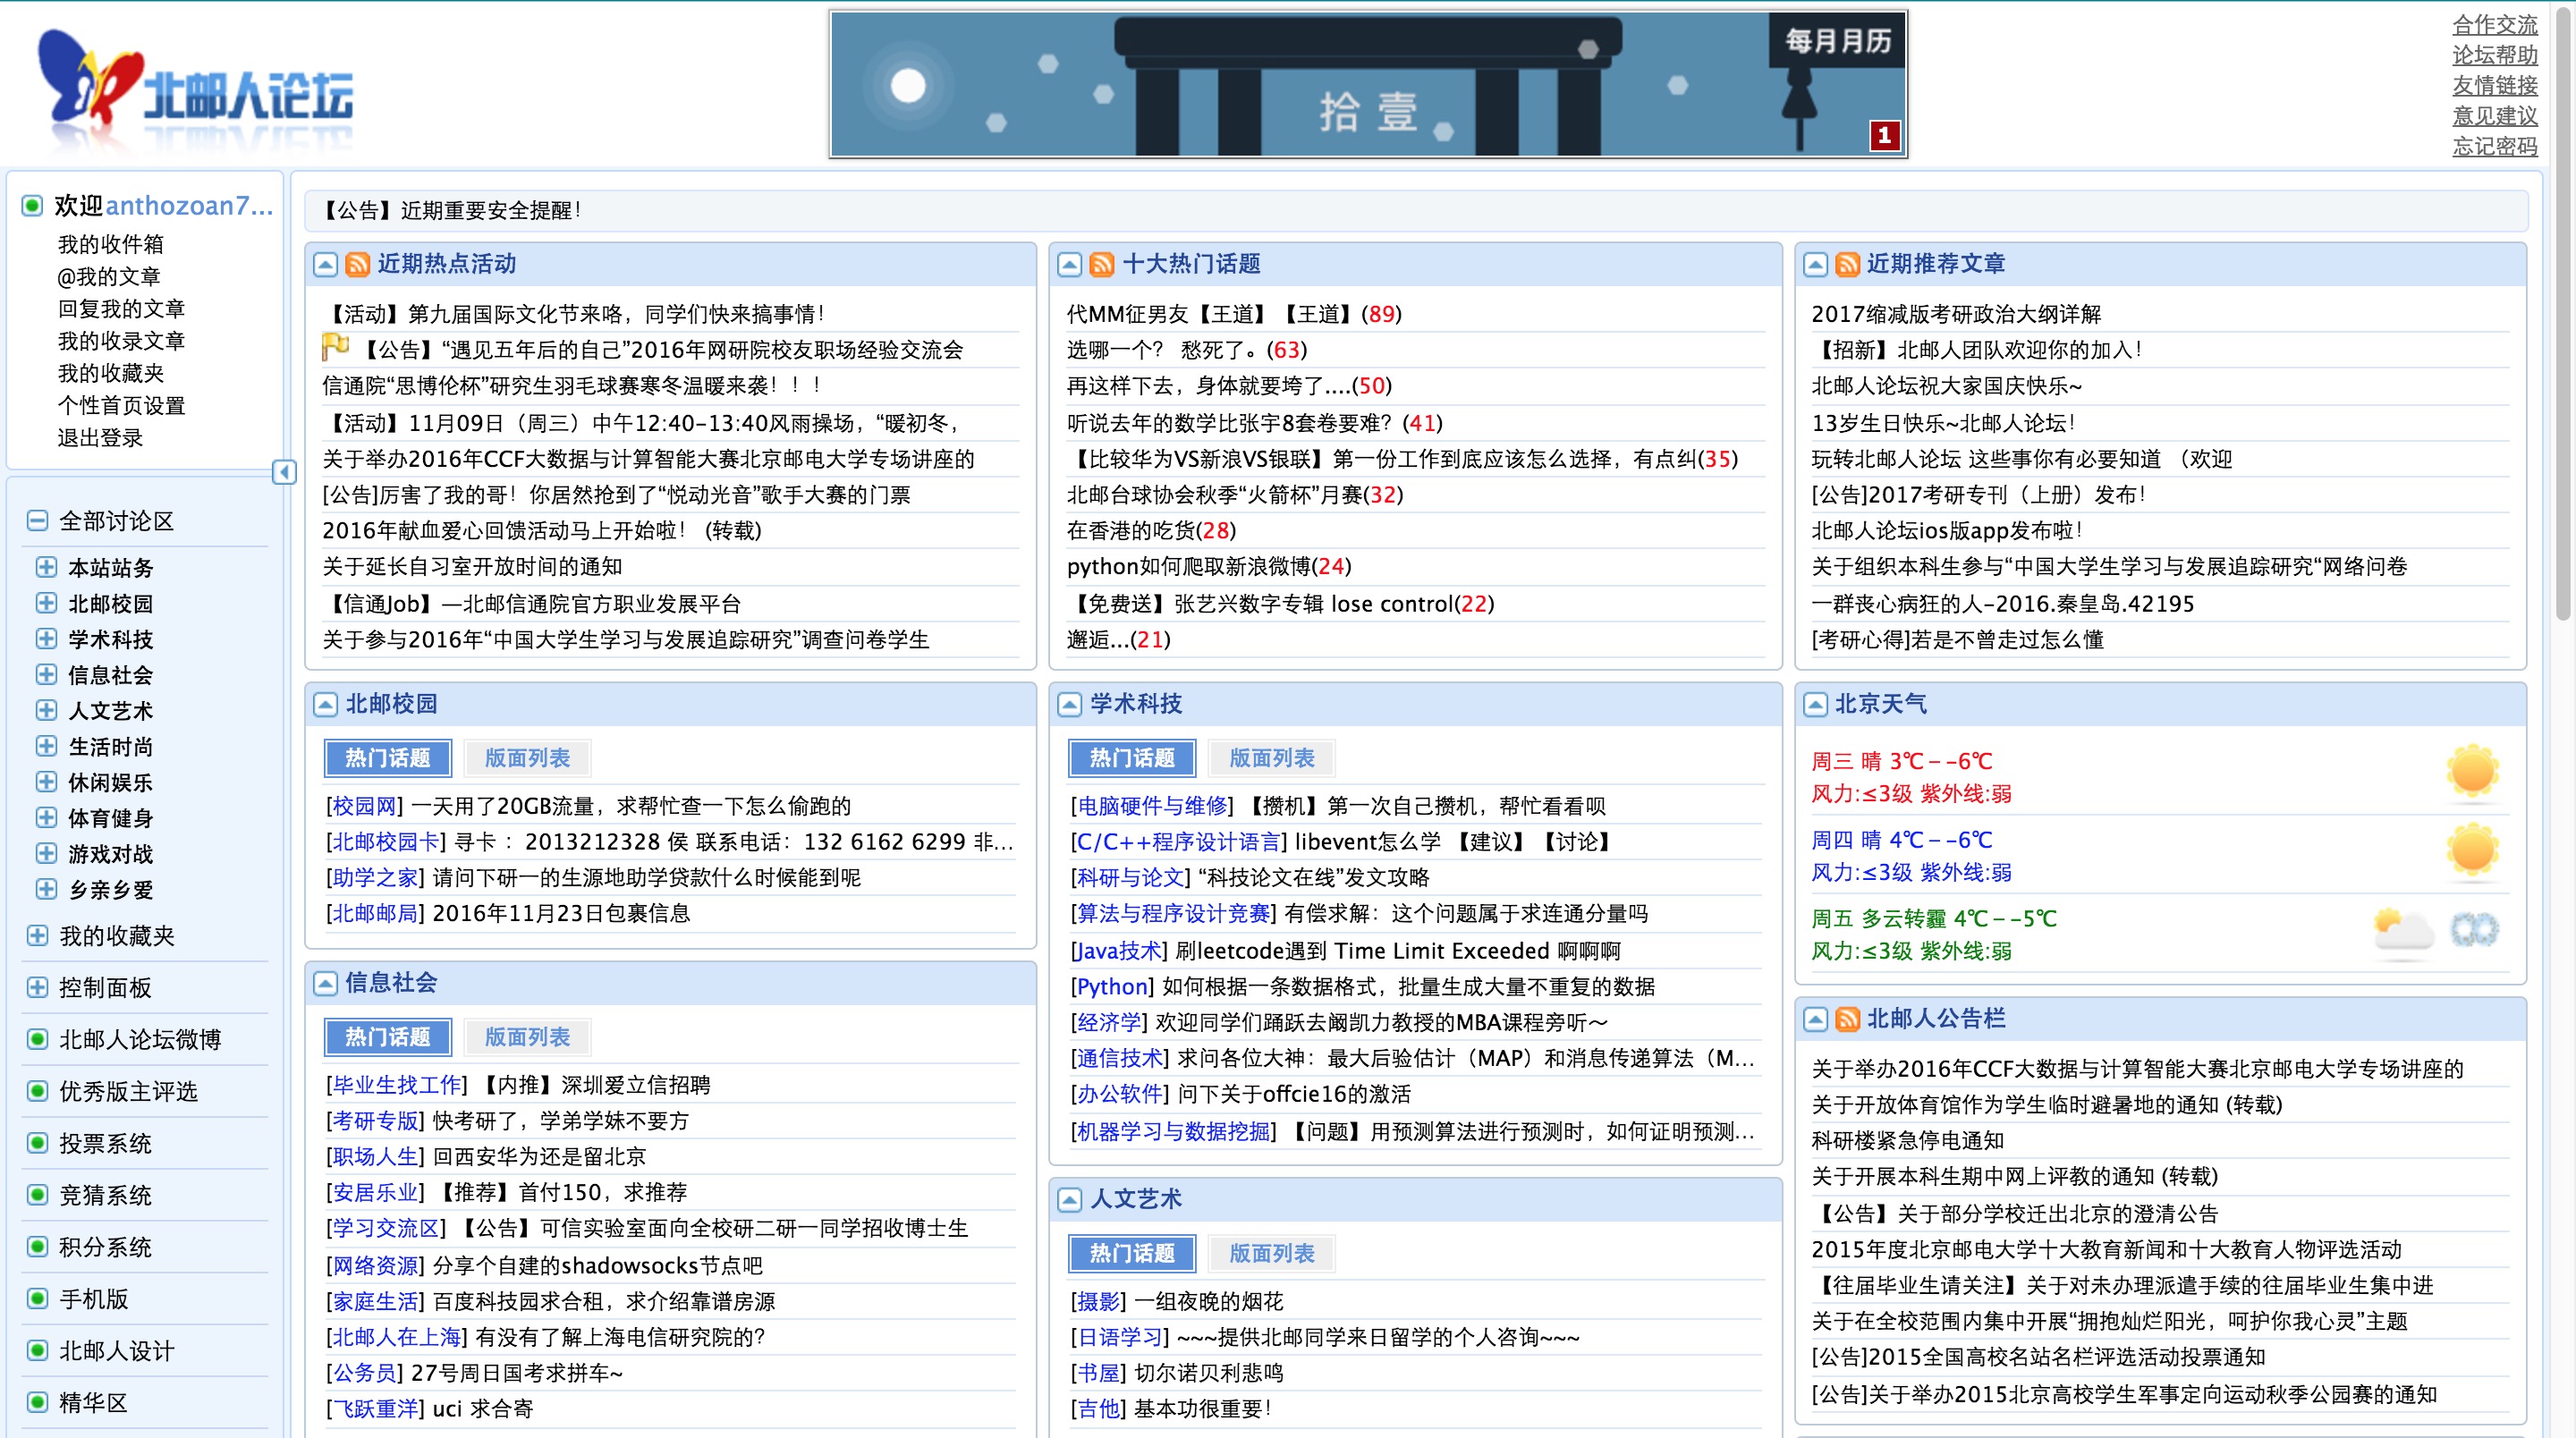 北邮人论坛
拾壹
每月月历
1
合作交流
论坛帮助
友情链接
意见建议
忘记密码
欢迎anthozoan7...
我的收件箱
@我的文章
回复我的文章
我的收录文章
我的收藏夹
个性首页设置
退出登录
全部讨论区
本站站务
北邮校园
学术科技
信息社会
人文艺术
生活时尚
休闲娱乐
体育健身
游戏对战
乡亲乡爱
我的收藏夹
控制面板
北邮人论坛微博
优秀版主评选
投票系统
竞猜系统
积分系统
手机版
北邮人设计
精华区
【公告】近期重要安全提醒！
近期热点活动
【活动】第九届国际文化节来咯，同学们快来搞事情！
【公告】“遇见五年后的自己”2016年网研院校友职场经验交流会
信通院“思博伦杯”研究生羽毛球赛寒冬温暖来袭！！！
【活动】11月09日（周三）中午12:40-13:40风雨操场，“暖初冬，
关于举办2016年CCF大数据与计算智能大赛北京邮电大学专场讲座的
[公告]厉害了我的哥！你居然抢到了“悦动光音”歌手大赛的门票
2016年献血爱心回馈活动马上开始啦！ (转载)
关于延长自习室开放时间的通知
【信通Job】—北邮信通院官方职业发展平台
关于参与2016年“中国大学生学习与发展追踪研究”调查问卷学生
十大热门话题
代MM征男友【王道】【王道】(89)
选哪一个？ 愁死了。(63)
再这样下去，身体就要垮了....(50)
听说去年的数学比张宇8套卷要难？(41)
【比较华为VS新浪VS银联】第一份工作到底应该怎么选择，有点纠(35)
北邮台球协会秋季“火箭杯”月赛(32)
在香港的吃货(28)
python如何爬取新浪微博(24)
【免费送】张艺兴数字专辑 lose control(22)
邂逅...(21)
近期推荐文章
2017缩减版考研政治大纲详解
【招新】北邮人团队欢迎你的加入！
北邮人论坛祝大家国庆快乐~
13岁生日快乐~北邮人论坛！
玩转北邮人论坛 这些事你有必要知道 （欢迎
[公告]2017考研专刊（上册）发布！
北邮人论坛ios版app发布啦！
关于组织本科生参与“中国大学生学习与发展追踪研究“网络问卷
一群丧心病狂的人-2016.秦皇岛.42195
[考研心得]若是不曾走过怎么懂
北邮校园
热门话题 版面列表
[校园网] 一天用了20GB流量，求帮忙查一下怎么偷跑的
[北邮校园卡] 寻卡 ：2013212328 侯 联系电话：132 6162 6299 非...
[助学之家] 请问下研一的生源地助学贷款什么时候能到呢
[北邮邮局] 2016年11月23日包裹信息
信息社会
热门话题 版面列表
[毕业生找工作] 【内推】深圳爱立信招聘
[考研专版] 快考研了，学弟学妹不要方
[职场人生] 回西安华为还是留北京
[安居乐业] 【推荐】首付150，求推荐
[学习交流区] 【公告】可信实验室面向全校研二研一同学招收博士生
[网络资源] 分享个自建的shadowsocks节点吧
[家庭生活] 百度科技园求合租，求介绍靠谱房源
[北邮人在上海] 有没有了解上海电信研究院的？
[公务员] 27号周日国考求拼车~
[飞跃重洋] uci 求合寄
学术科技
热门话题 版面列表
[电脑硬件与维修] 【攒机】第一次自己攒机，帮忙看看呗
[C/C++程序设计语言] libevent怎么学 【建议】【讨论】
[科研与论文] “科技论文在线”发文攻略
[算法与程序设计竞赛] 有偿求解：这个问题属于求连通分量吗
[Java技术] 刷leetcode遇到 Time Limit Exceeded 啊啊啊
[Python] 如何根据一条数据格式，批量生成大量不重复的数据
[经济学] 欢迎同学们踊跃去阚凯力教授的MBA课程旁听～
[通信技术] 求问各位大神：最大后验估计（MAP）和消息传递算法（M...
[办公软件] 问下关于offcie16的激活
[机器学习与数据挖掘] 【问题】用预测算法进行预测时，如何证明预测...
人文艺术
热门话题 版面列表
[摄影] 一组夜晚的烟花
[日语学习] ~~~提供北邮同学来日留学的个人咨询~~~
[书屋] 切尔诺贝利悲鸣
[吉他] 基本功很重要！
北京天气
周三 晴 3℃－-6℃
风力:≤3级 紫外线:弱
周四 晴 4℃－-6℃
风力:≤3级 紫外线:弱
周五 多云转霾 4℃－-5℃
风力:≤3级 紫外线:弱
北邮人公告栏
关于举办2016年CCF大数据与计算智能大赛北京邮电大学专场讲座的
关于开放体育馆作为学生临时避暑地的通知 (转载)
科研楼紧急停电通知
关于开展本科生期中网上评教的通知 (转载)
【公告】关于部分学校迁出北京的澄清公告
2015年度北京邮电大学十大教育新闻和十大教育人物评选活动
【往届毕业生请关注】关于对未办理派遣手续的往届毕业生集中进
关于在全校范围内集中开展“拥抱灿烂阳光，呵护你我心灵”主题
[公告]2015全国高校名站名栏评选活动投票通知
[公告]关于举办2015北京高校学生军事定向运动秋季公园赛的通知